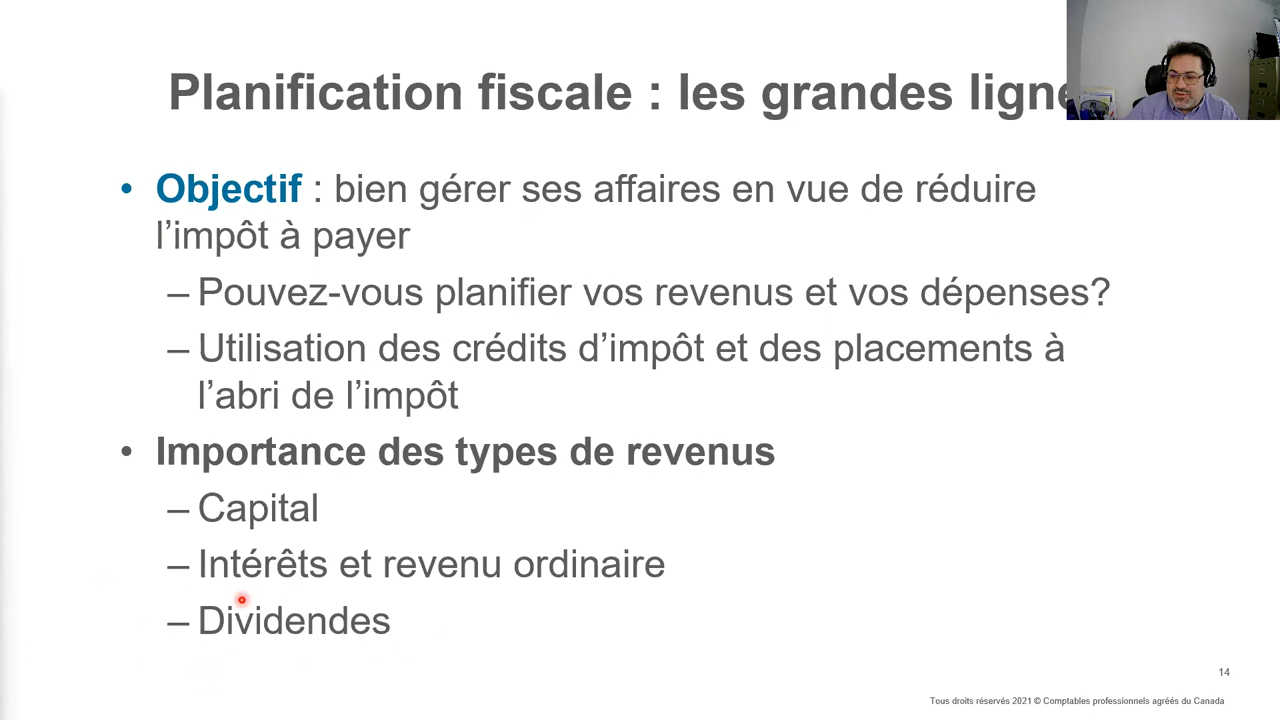 Planification fiscale : les grandes ligne
• Objectif : bien gérer ses affaires en vue de réduire
l’impôt à payer
– Pouvez-vous planifier vos revenus et vos dépenses?
– Utilisation des crédits d’impôt et des placements à
l’abri de l’impôt
• Importance des types de revenus
– Capital
– Intérêts et revenu ordinaire
– Dividendes
14
Tous droits réservés 2021 © Comptables professionnels agréés du Canada